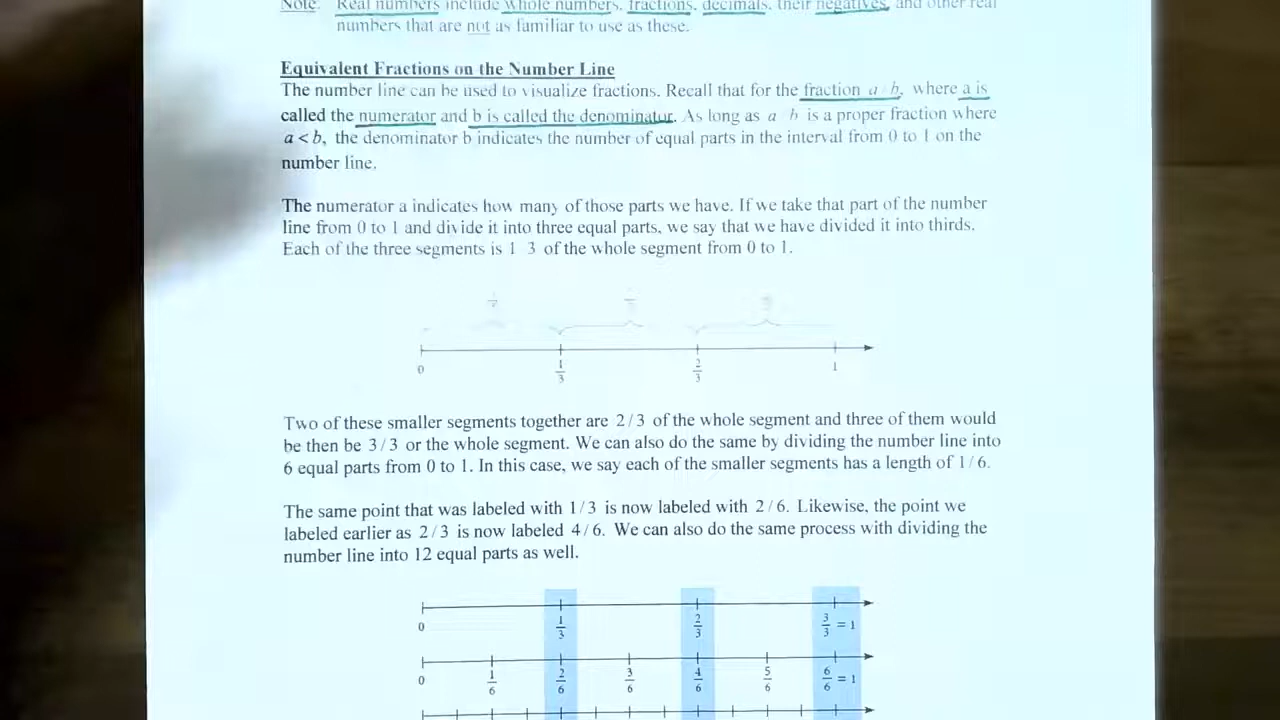 Note: Real numbers include whole numbers, fractions, decimals, their negatives, and other real
numbers that are not as familiar to use as these.
Equivalent Fractions on the Number Line
The number line can be used to visualize fractions. Recall that for the fraction a/b, where a is
called the numerator and b is called the denominator. As long as a/b is a proper fraction where
a<b, the denominator b indicates the number of equal parts in the interval from 0 to 1 on the
number line.
The numerator a indicates how many of those parts we have. If we take that part of the number
line from 0 to 1 and divide it into three equal parts, we say that we have divided it into thirds.
Each of the three segments is 1/3 of the whole segment from 0 to 1.
0 1/3 2/3 1
Two of these smaller segments together are 2/3 of the whole segment and three of them would
be then be 3/3 or the whole segment. We can also do the same by dividing the number line into
6 equal parts from 0 to 1. In this case, we say each of the smaller segments has a length of 1/6.
The same point that was labeled with 1/3 is now labeled with 2/6. Likewise, the point we
labeled earlier as 2/3 is now labeled 4/6. We can also do the same process with dividing the
number line into 12 equal parts as well.
0 1/3 2/3 3/3 = 1
0 1/6 2/6 3/6 4/6 5/6 6/6 = 1